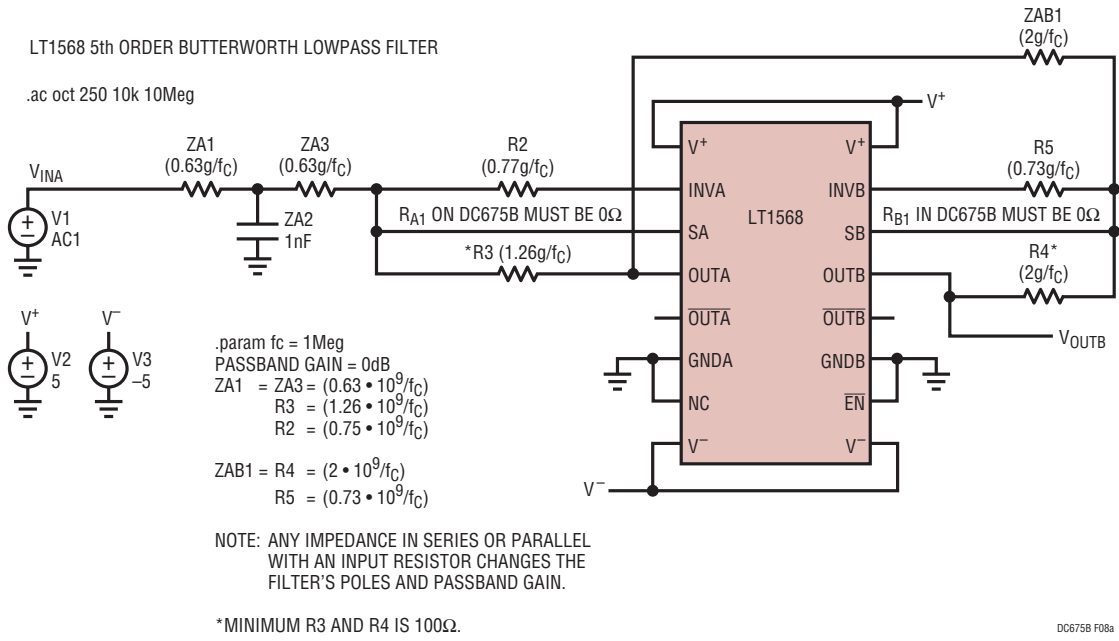 LT1568 5th ORDER BUTTERWORTH LOWPASS FILTER
.ac oct 250 10k 10Meg
ZAB1
(2g/fC)
V+
ZA1
(0.63g/fC)
ZA3
(0.63g/fC)
R2
(0.77g/fC)
R5
(0.73g/fC)
VINA
V1
AC1
ZA2
1nF
RA1 ON DC675B MUST BE 0Ω
RB1 IN DC675B MUST BE 0Ω
*R3 (1.26g/fC)
R4*
(2g/fC)
VOUTB
LT1568
V+
INVA
SA
OUTA
O̅U̅T̅A̅
GNDA
NC
V–
V+
INVB
SB
OUTB
O̅U̅T̅B̅
GNDB
E̅N̅
V–
V–
V+
V2
5
V–
V3
–5
.param fc = 1Meg
PASSBAND GAIN = 0dB
ZA1 = ZA3 = (0.63 • 10^9/fC)
R3 = (1.26 • 10^9/fC)
R2 = (0.75 • 10^9/fC)
ZAB1 = R4 = (2 • 10^9/fC)
R5 = (0.73 • 10^9/fC)
NOTE: ANY IMPEDANCE IN SERIES OR PARALLEL
WITH AN INPUT RESISTOR CHANGES THE
FILTER'S POLES AND PASSBAND GAIN.
*MINIMUM R3 AND R4 IS 100Ω.
DC675B F08a